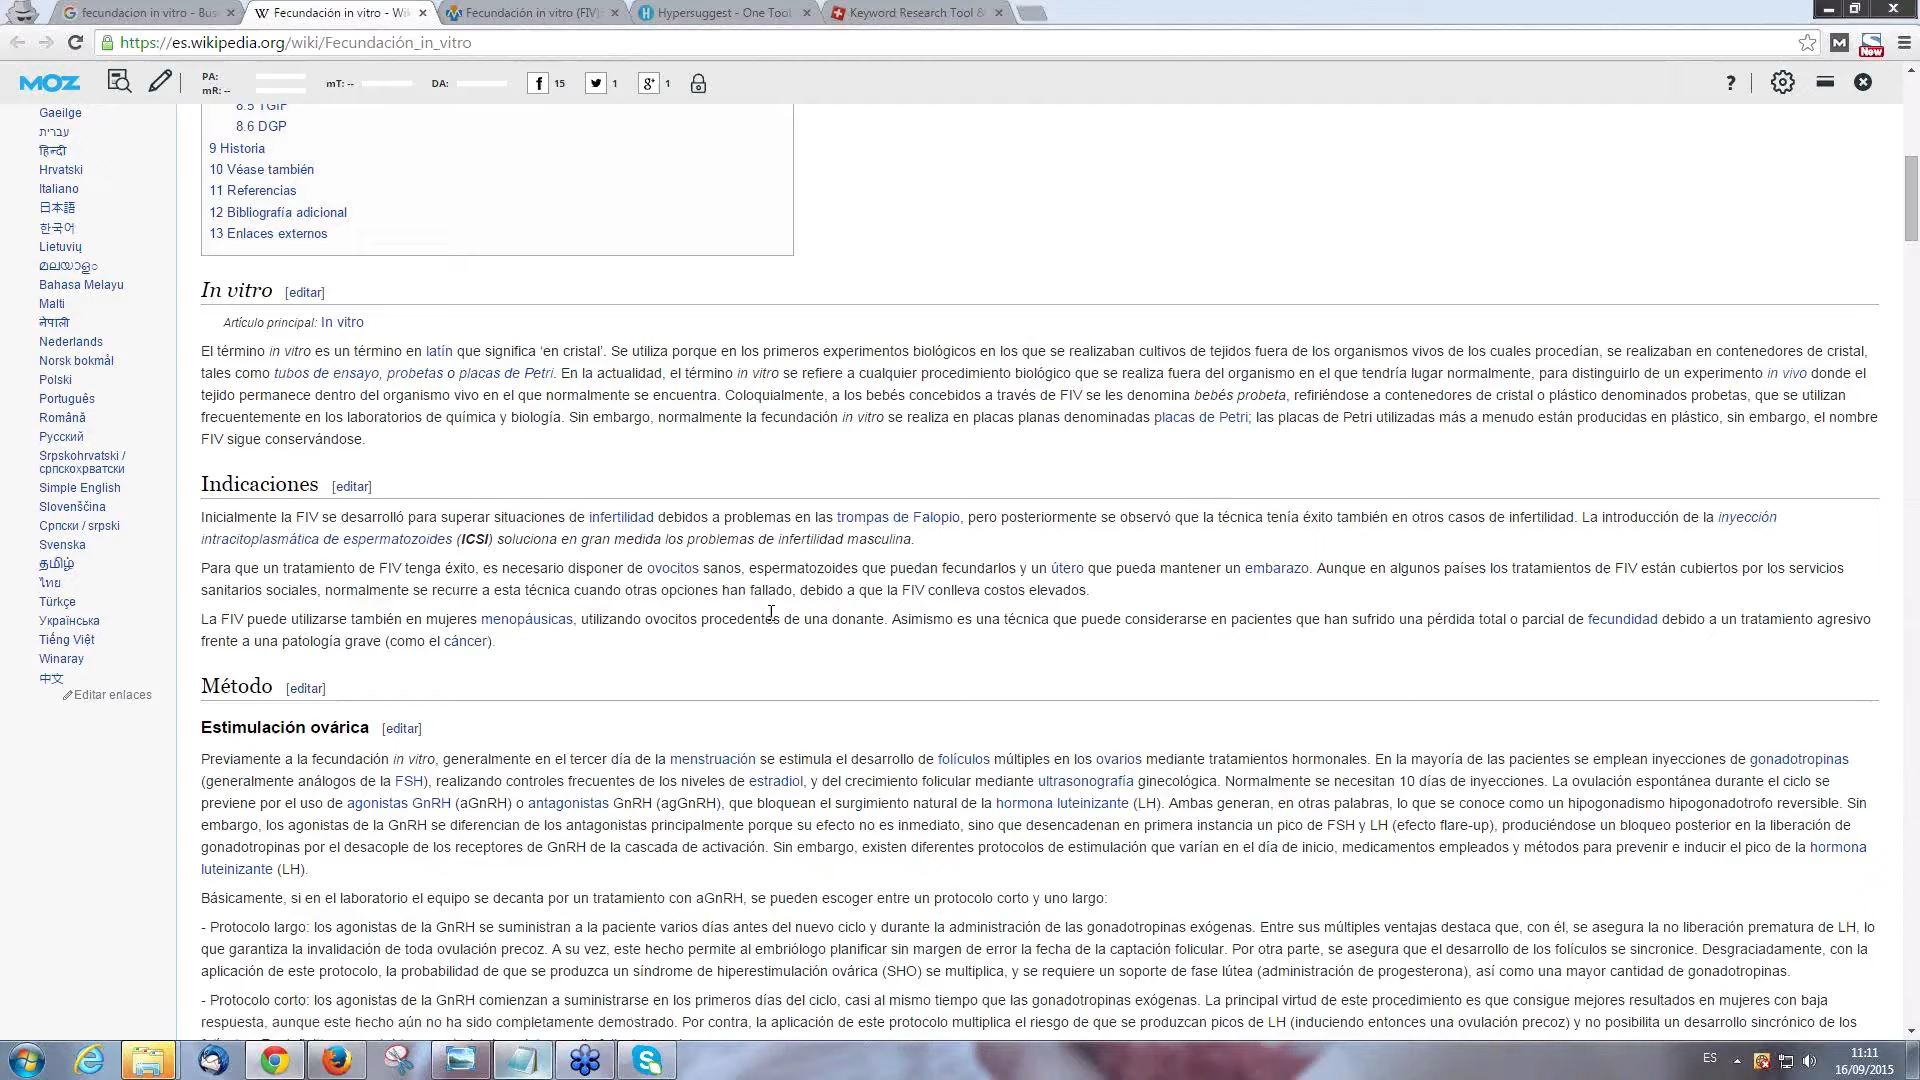 fecundacion in vitro - Bus
Fecundación in vitro - Wi
Fecundación in vitro (FIV)
Hypersuggest - One Tool
Keyword Research Tool &
https://es.wikipedia.org/wiki/Fecundación_in_vitro
M
New
MOZ
PA:
mR: --
mT: --
DA:
15
1
1
?
Gaeilge
עברית
हिन्दी
Hrvatski
Italiano
日本語
한국어
Lietuvių
മലയാളം
Bahasa Melayu
Malti
नेपाली
Nederlands
Norsk bokmål
Polski
Português
Română
Русский
Srpskohrvatski /
српскохрватски
Simple English
Slovenščina
Српски / srpski
Svenska
தமிழ்
ไทย
Türkçe
Українська
Tiếng Việt
Winaray
中文
Editar enlaces
8.5 TGIP
8.6 DGP
9 Historia
10 Véase también
11 Referencias
12 Bibliografía adicional
13 Enlaces externos
In vitro [editar]
Artículo principal: In vitro
El término in vitro es un término en latín que significa ‘en cristal’. Se utiliza porque en los primeros experimentos biológicos en los que se realizaban cultivos de tejidos fuera de los organismos vivos de los cuales procedían, se realizaban en contenedores de cristal,
tales como tubos de ensayo, probetas o placas de Petri. En la actualidad, el término in vitro se refiere a cualquier procedimiento biológico que se realiza fuera del organismo en el que tendría lugar normalmente, para distinguirlo de un experimento in vivo donde el
tejido permanece dentro del organismo vivo en el que normalmente se encuentra. Coloquialmente, a los bebés concebidos a través de FIV se les denomina bebés probeta, refiriéndose a contenedores de cristal o plástico denominados probetas, que se utilizan
frecuentemente en los laboratorios de química y biología. Sin embargo, normalmente la fecundación in vitro se realiza en placas planas denominadas placas de Petri; las placas de Petri utilizadas más a menudo están producidas en plástico, sin embargo, el nombre
FIV sigue conservándose.
Indicaciones [editar]
Inicialmente la FIV se desarrolló para superar situaciones de infertilidad debidos a problemas en las trompas de Falopio, pero posteriormente se observó que la técnica tenía éxito también en otros casos de infertilidad. La introducción de la inyección
intracitoplasmática de espermatozoides (ICSI) soluciona en gran medida los problemas de infertilidad masculina.
Para que un tratamiento de FIV tenga éxito, es necesario disponer de ovocitos sanos, espermatozoides que puedan fecundarlos y un útero que pueda mantener un embarazo. Aunque en algunos países los tratamientos de FIV están cubiertos por los servicios
sanitarios sociales, normalmente se recurre a esta técnica cuando otras opciones han fallado, debido a que la FIV conlleva costos elevados.
La FIV puede utilizarse también en mujeres menopáusicas, utilizando ovocitos procedentes de una donante. Asimismo es una técnica que puede considerarse en pacientes que han sufrido una pérdida total o parcial de fecundidad debido a un tratamiento agresivo
frente a una patología grave (como el cáncer).
Método [editar]
Estimulación ovárica [editar]
Previamente a la fecundación in vitro, generalmente en el tercer día de la menstruación se estimula el desarrollo de folículos múltiples en los ovarios mediante tratamientos hormonales. En la mayoría de las pacientes se emplean inyecciones de gonadotropinas
(generalmente análogos de la FSH), realizando controles frecuentes de los niveles de estradiol, y del crecimiento folicular mediante ultrasonografía ginecológica. Normalmente se necesitan 10 días de inyecciones. La ovulación espontánea durante el ciclo se
previene por el uso de agonistas GnRH (aGnRH) o antagonistas GnRH (agGnRH), que bloquean el surgimiento natural de la hormona luteinizante (LH). Ambas generan, en otras palabras, lo que se conoce como un hipogonadismo hipogonadotrofo reversible. Sin
embargo, los agonistas de la GnRH se diferencian de los antagonistas principalmente porque su efecto no es inmediato, sino que desencadenan en primera instancia un pico de FSH y LH (efecto flare-up), produciéndose un bloqueo posterior en la liberación de
gonadotropinas por el desacople de los receptores de GnRH de la cascada de activación. Sin embargo, existen diferentes protocolos de estimulación que varían en el día de inicio, medicamentos empleados y métodos para prevenir e inducir el pico de la hormona
luteinizante (LH).
Básicamente, si en el laboratorio el equipo se decanta por un tratamiento con aGnRH, se pueden escoger entre un protocolo corto y uno largo:
- Protocolo largo: los agonistas de la GnRH se suministran a la paciente varios días antes del nuevo ciclo y durante la administración de las gonadotropinas exógenas. Entre sus múltiples ventajas destaca que, con él, se asegura la no liberación prematura de LH, lo
que garantiza la invalidación de toda ovulación precoz. A su vez, este hecho permite al embriólogo planificar sin margen de error la fecha de la captación folicular. Por otra parte, se asegura que el desarrollo de los folículos se sincronice. Desgraciadamente, con la
aplicación de este protocolo, la probabilidad de que se produzca un síndrome de hiperestimulación ovárica (SHO) se multiplica, y se requiere un soporte de fase lútea (administración de progesterona), así como una mayor cantidad de gonadotropinas.
- Protocolo corto: los agonistas de la GnRH comienzan a suministrarse en los primeros días del ciclo, casi al mismo tiempo que las gonadotropinas exógenas. La principal virtud de este procedimiento es que consigue mejores resultados en mujeres con baja
respuesta, aunque este hecho aún no ha sido completamente demostrado. Por contra, la aplicación de este protocolo multiplica el riesgo de que se produzcan picos de LH (induciendo entonces una ovulación precoz) y no posibilita un desarrollo sincrónico de los
ES
11:11
16/09/2015